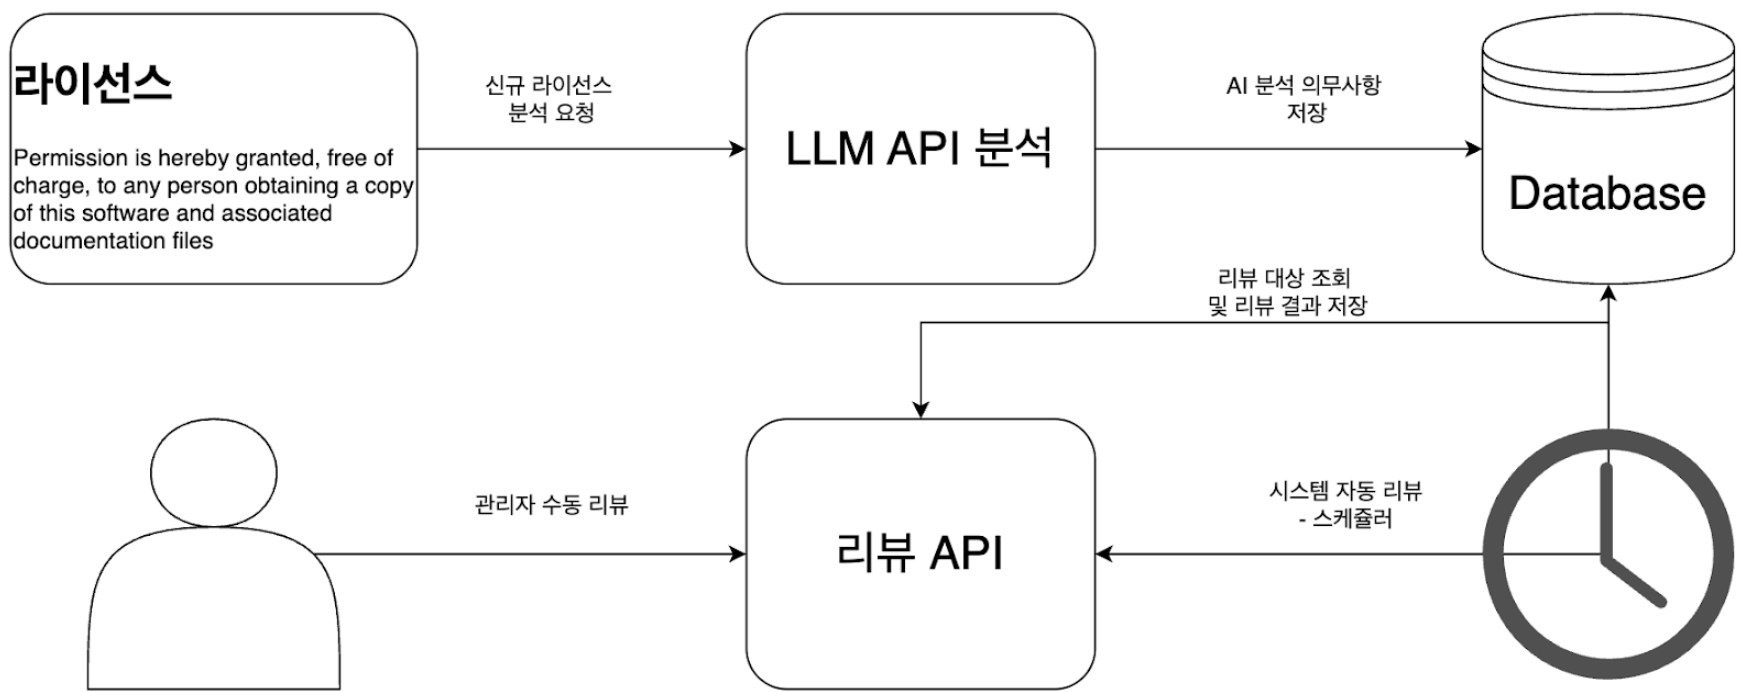 라이선스
Permission is hereby granted, free of
charge, to any person obtaining a copy
of this software and associated
documentation files
신규 라이선스
분석 요청
LLM API 분석
AI 분석 의무사항
저장
Database
리뷰 대상 조회
및 리뷰 결과 저장
관리자 수동 리뷰
리뷰 API
시스템 자동 리뷰
- 스케쥴러